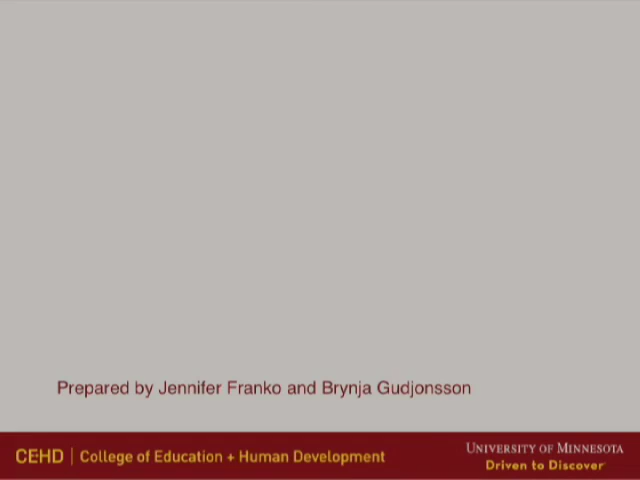 Prepared by Jennifer Franko and Brynja Gudjonsson
CEHD | College of Education + Human Development
University of Minnesota
Driven to Discover